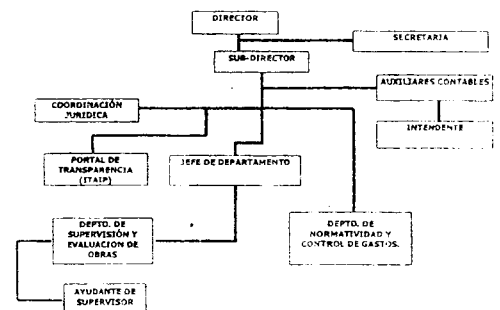 DIRECTOR
SECRETARIA
SUB-DIRECTOR
AUXILIARES CONTABLES
COORDINACIÓN
JURIDICA
INTENDENTE
PORTAL DE
TRANSPARENCIA
(ITAIP)
JEFE DE DEPARTAMENTO
DEPTO. DE
SUPERVISIÓN Y
EVALUACION DE
OBRAS
DEPTO. DE
NORMATIVIDAD Y
CONTROL DE GASTOS.
AYUDANTE DE
SUPERVISOR